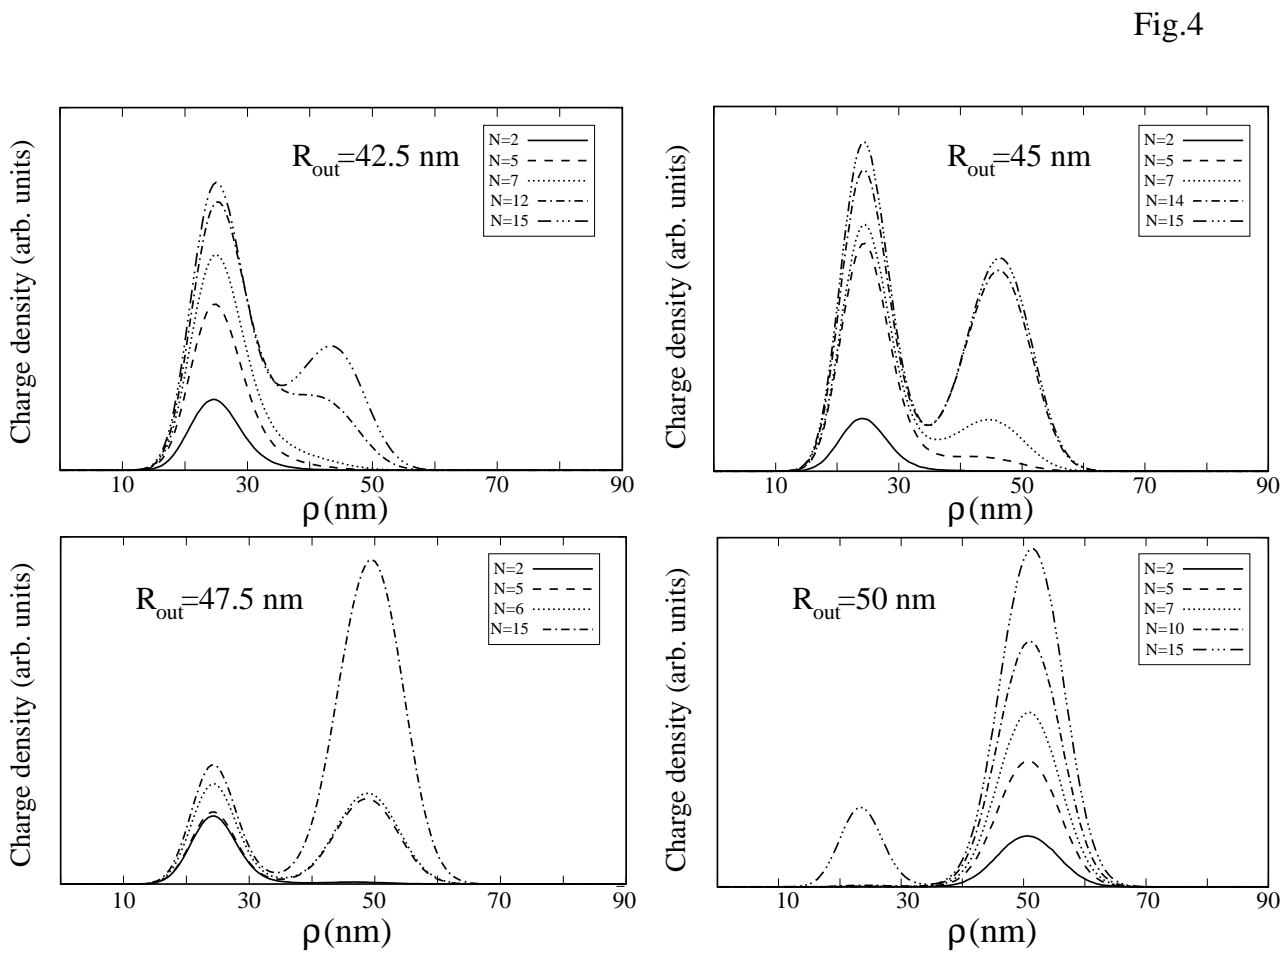 Fig.4
Charge density (arb. units)
R_out=42.5 nm
N=2
N=5
N=7
N=12
N=15
10 30 50 70 90
ρ(nm)
Charge density (arb. units)
R_out=45 nm
N=2
N=5
N=7
N=14
N=15
10 30 50 70 90
ρ(nm)
Charge density (arb. units)
R_out=47.5 nm
N=2
N=5
N=6
N=15
10 30 50 70 90
ρ(nm)
Charge density (arb. units)
R_out=50 nm
N=2
N=5
N=7
N=10
N=15
10 30 50 70 90
ρ(nm)